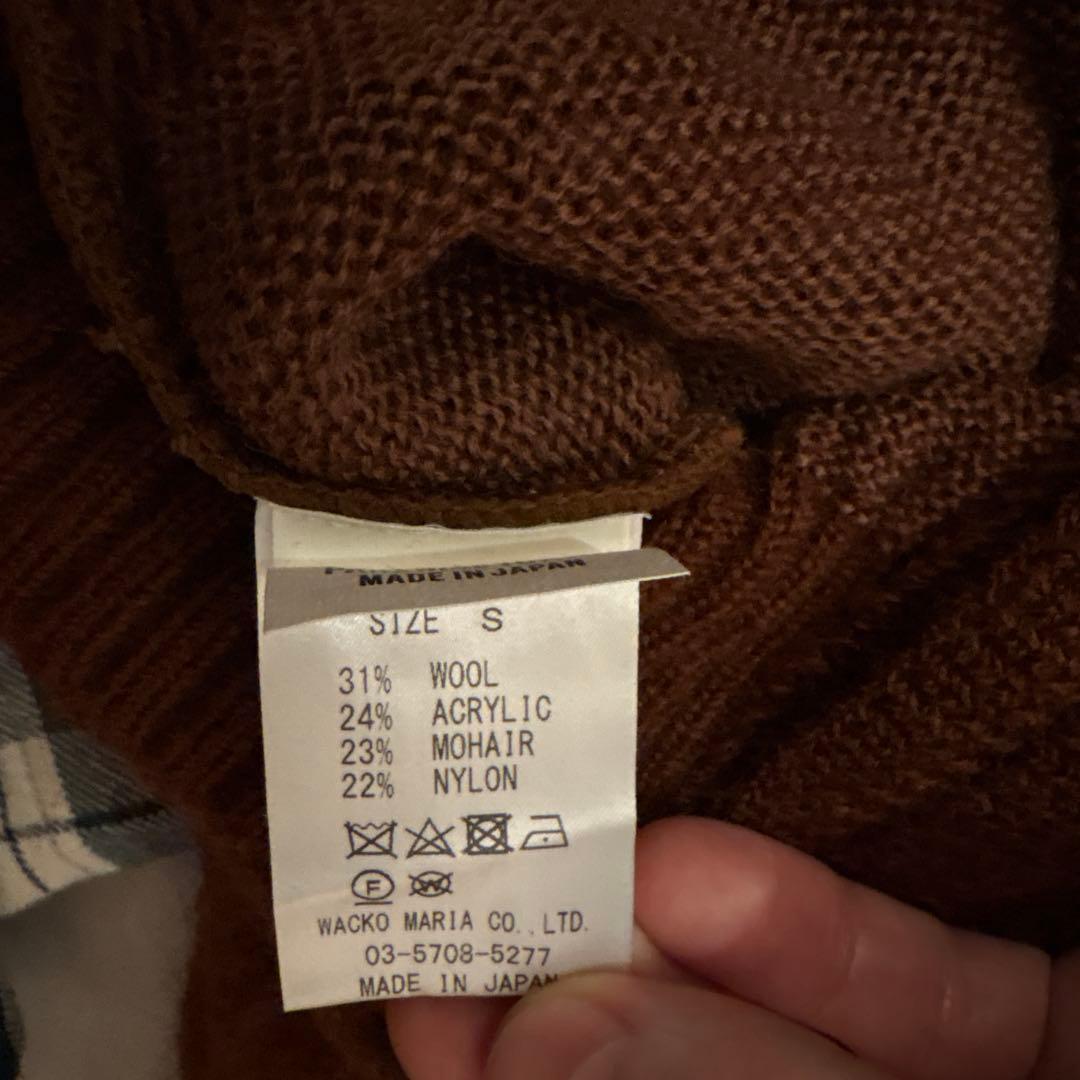 MADE IN JAPAN
SIZE S
31% WOOL
24% ACRYLIC
23% MOHAIR
22% NYLON
F W
WACKO MARIA CO.,LTD.
03-5708-5277
MADE IN JAPAN